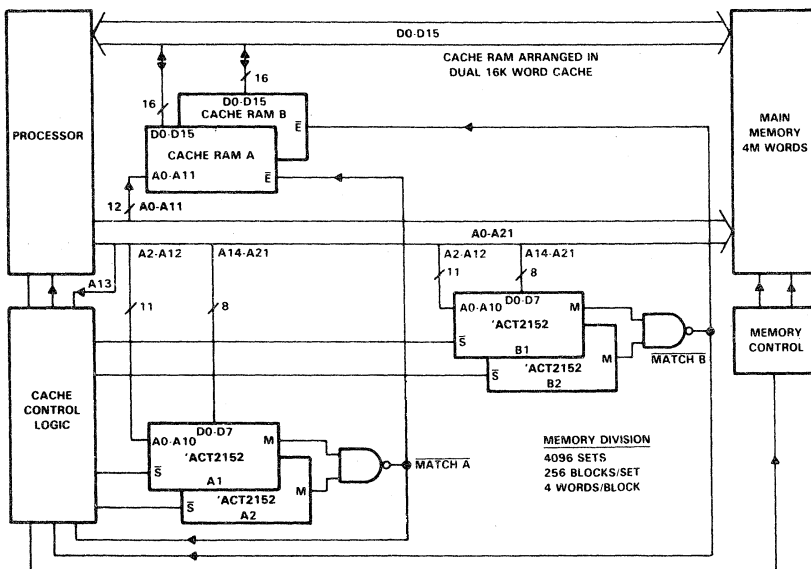 D0-D15
CACHE RAM ARRANGED IN
DUAL 16K WORD CACHE
16
16
D0-D15
CACHE RAM B
E̅
D0-D15
CACHE RAM A
A0-A11
E̅
PROCESSOR
MAIN
MEMORY
4M WORDS
12
A0-A11
A0-A21
A13
A2-A12
A14-A21
11
8
A2-A12
A14-A21
11
8
D0-D7
A0-A10
M
'ACT2152
S̅
B1
'ACT2152
M
S̅
B2
MATCH B
MEMORY
CONTROL
CACHE
CONTROL
LOGIC
D0-D7
A0-A10
M
'ACT2152
S̅
A1
'ACT2152
M
S̅
A2
MATCH A
MEMORY DIVISION
4096 SETS
256 BLOCKS/SET
4 WORDS/BLOCK